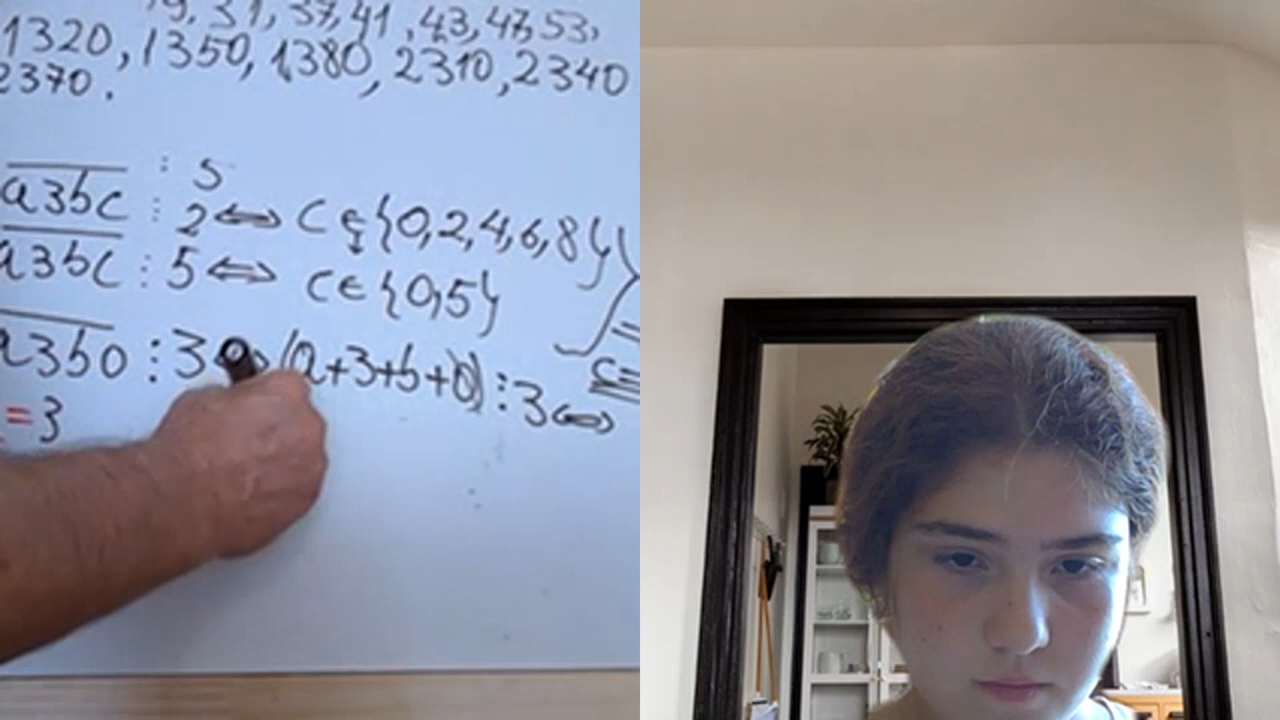 31, 37, 41, 43, 47, 53,
1320, 1350, 1380, 2310, 2340
2370.
a3bc ⋮ 5
a3bc ⋮ 2 ⇔ c ∈ {0,2,4,6,8}
a3bc ⋮ 5 ⇔ c ∈ {0,5}
a3b0 ⋮ 3 ⇔ (a+3+b+0) ⋮ 3 ⇔
= 3
c=